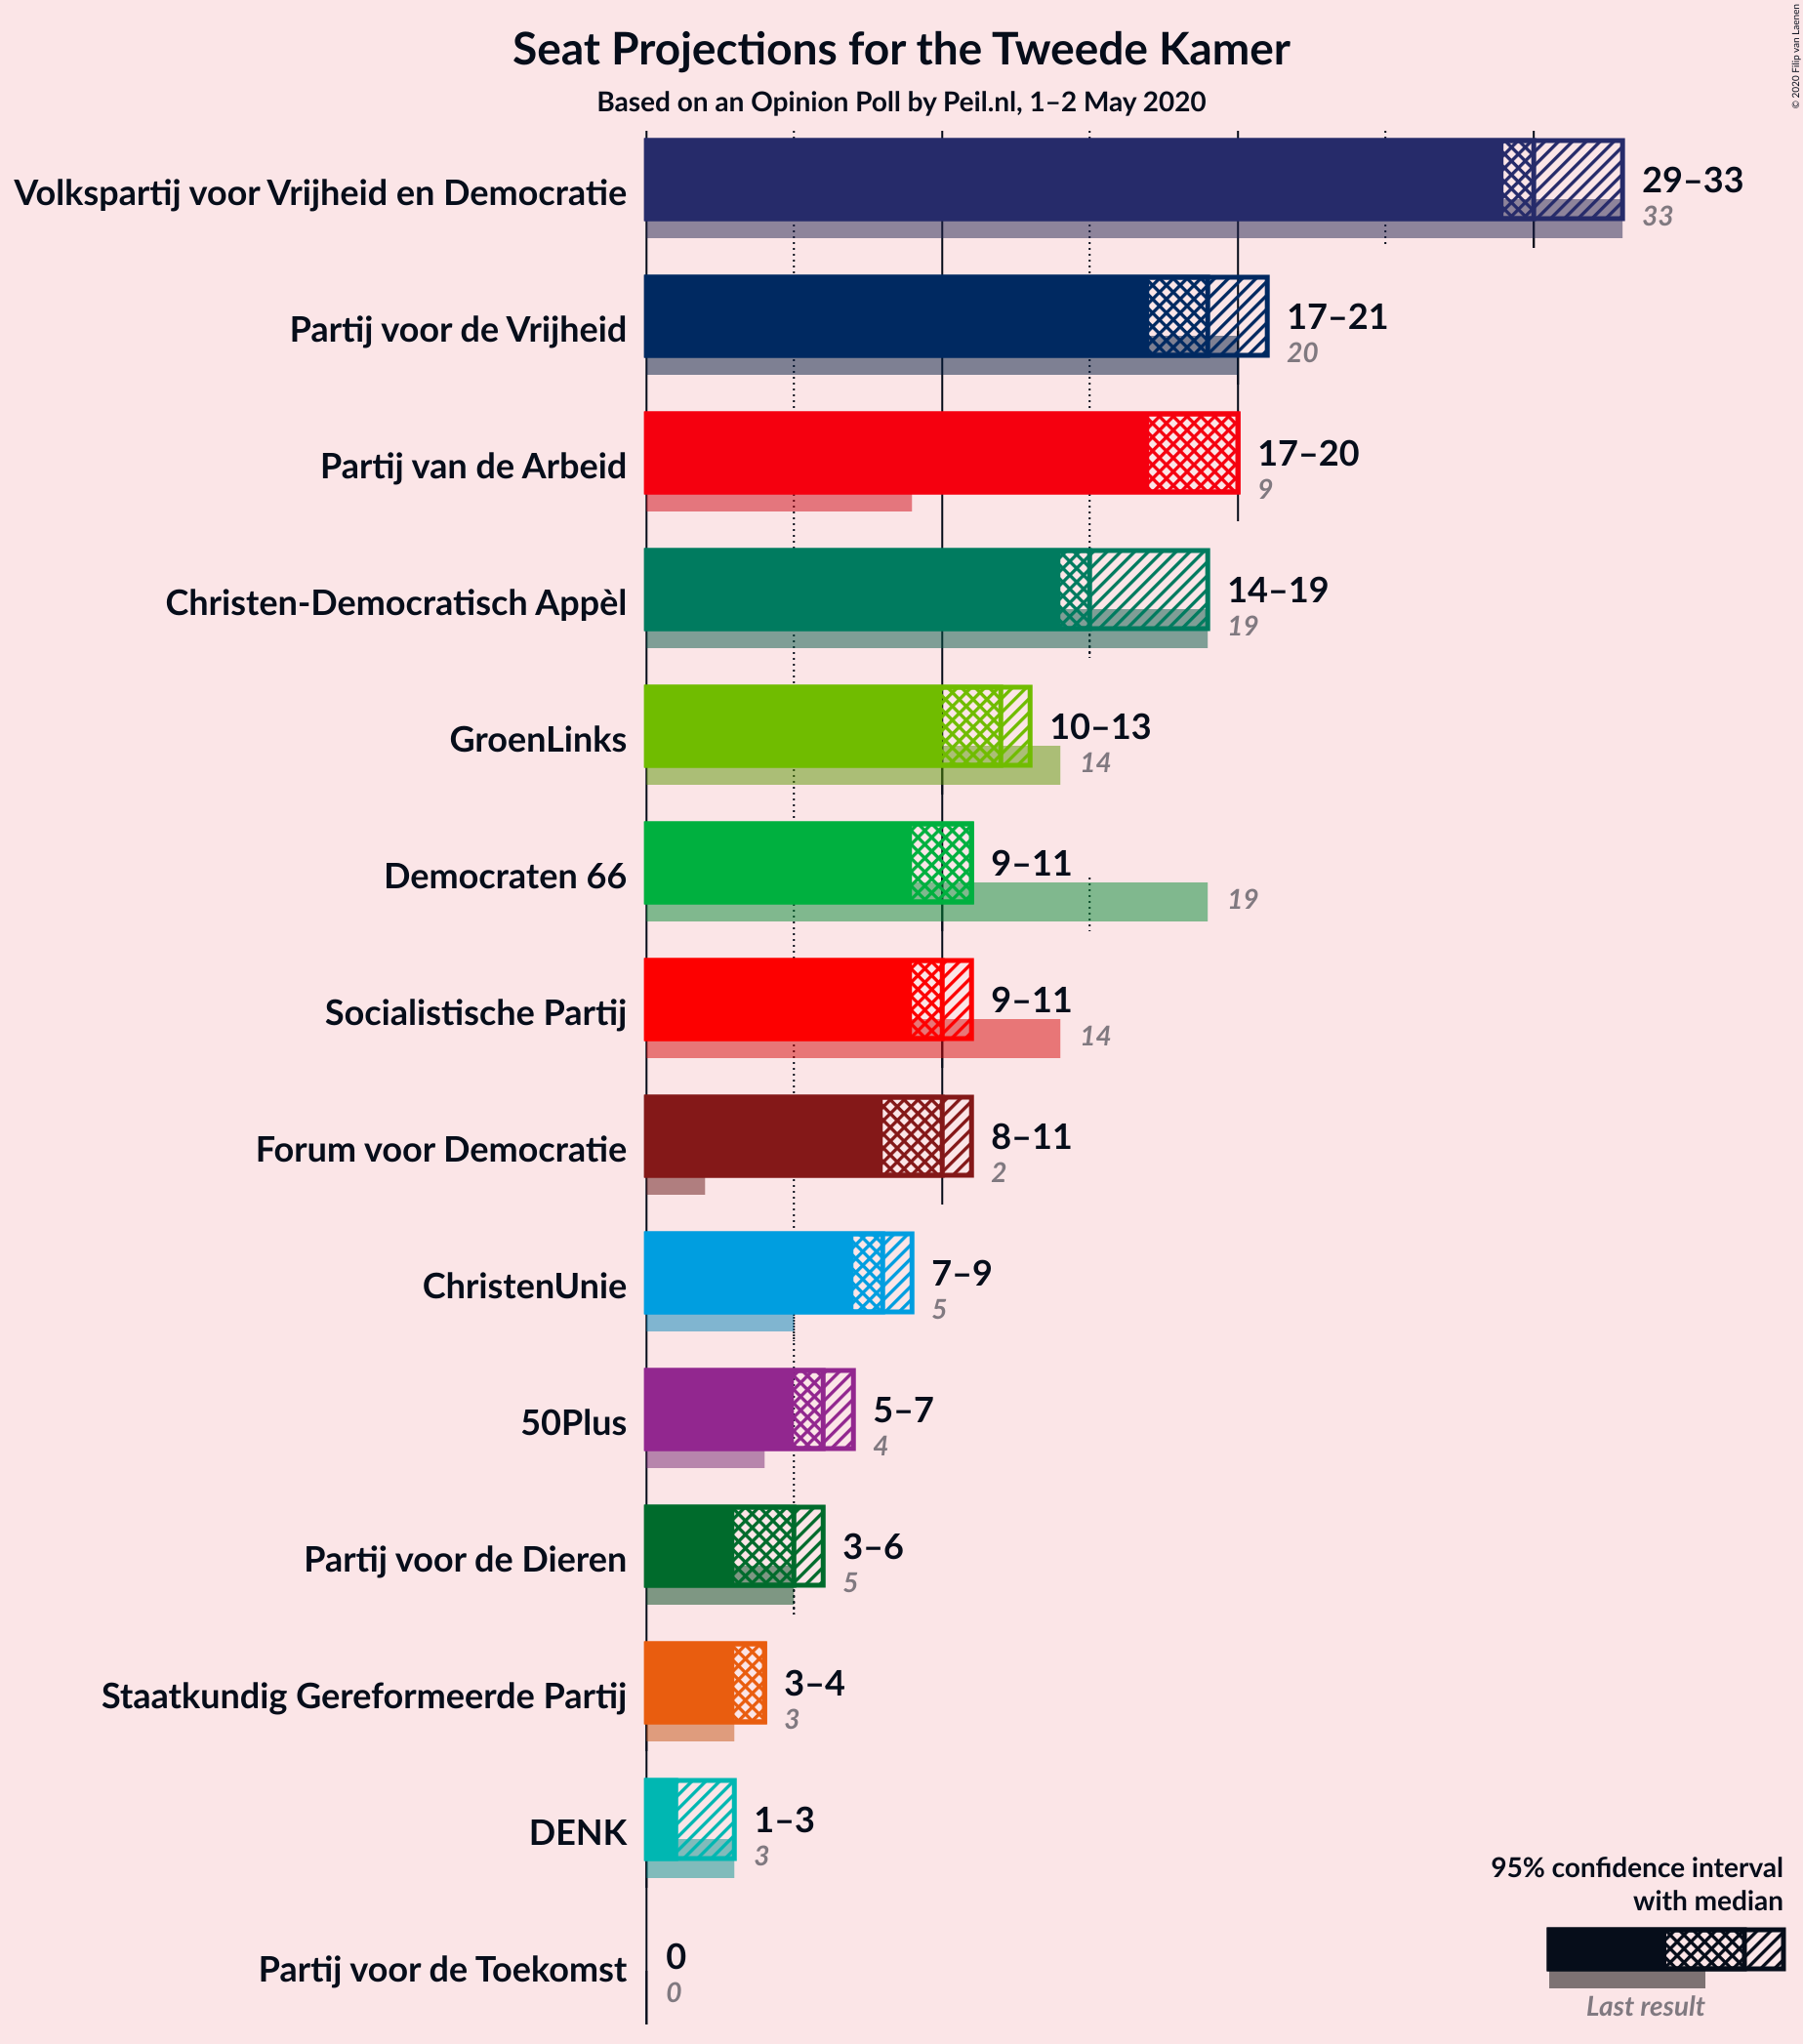 Seat Projections for the Tweede Kamer
Based on an Opinion Poll by Peil.nl, 1–2 May 2020
© 2020 Filip van Laenen
Volkspartij voor Vrijheid en Democratie
29–33
33
Partij voor de Vrijheid
17–21
20
Partij van de Arbeid
17–20
9
Christen-Democratisch Appèl
14–19
19
GroenLinks
10–13
14
Democraten 66
9–11
19
Socialistische Partij
9–11
14
Forum voor Democratie
8–11
2
ChristenUnie
7–9
5
50Plus
5–7
4
Partij voor de Dieren
3–6
5
Staatkundig Gereformeerde Partij
3–4
3
DENK
1–3
3
Partij voor de Toekomst
0
0
95% confidence interval
with median
Last result